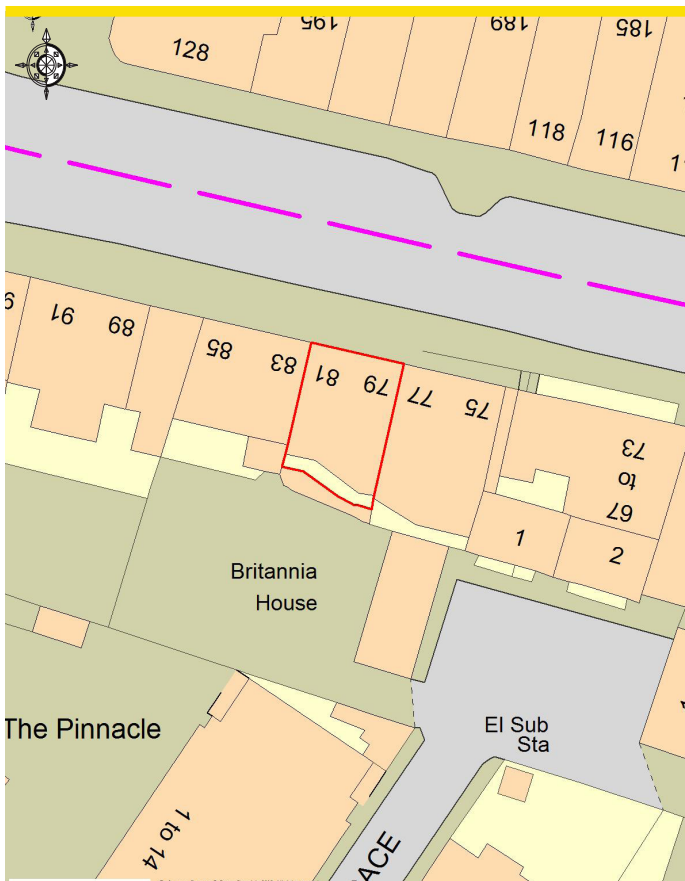 195
189
185
128
118
116
91
89
85
83
81
79
77
75
73
to
67
1
2
Britannia
House
The Pinnacle
El Sub
Sta
1 to 14
ACE